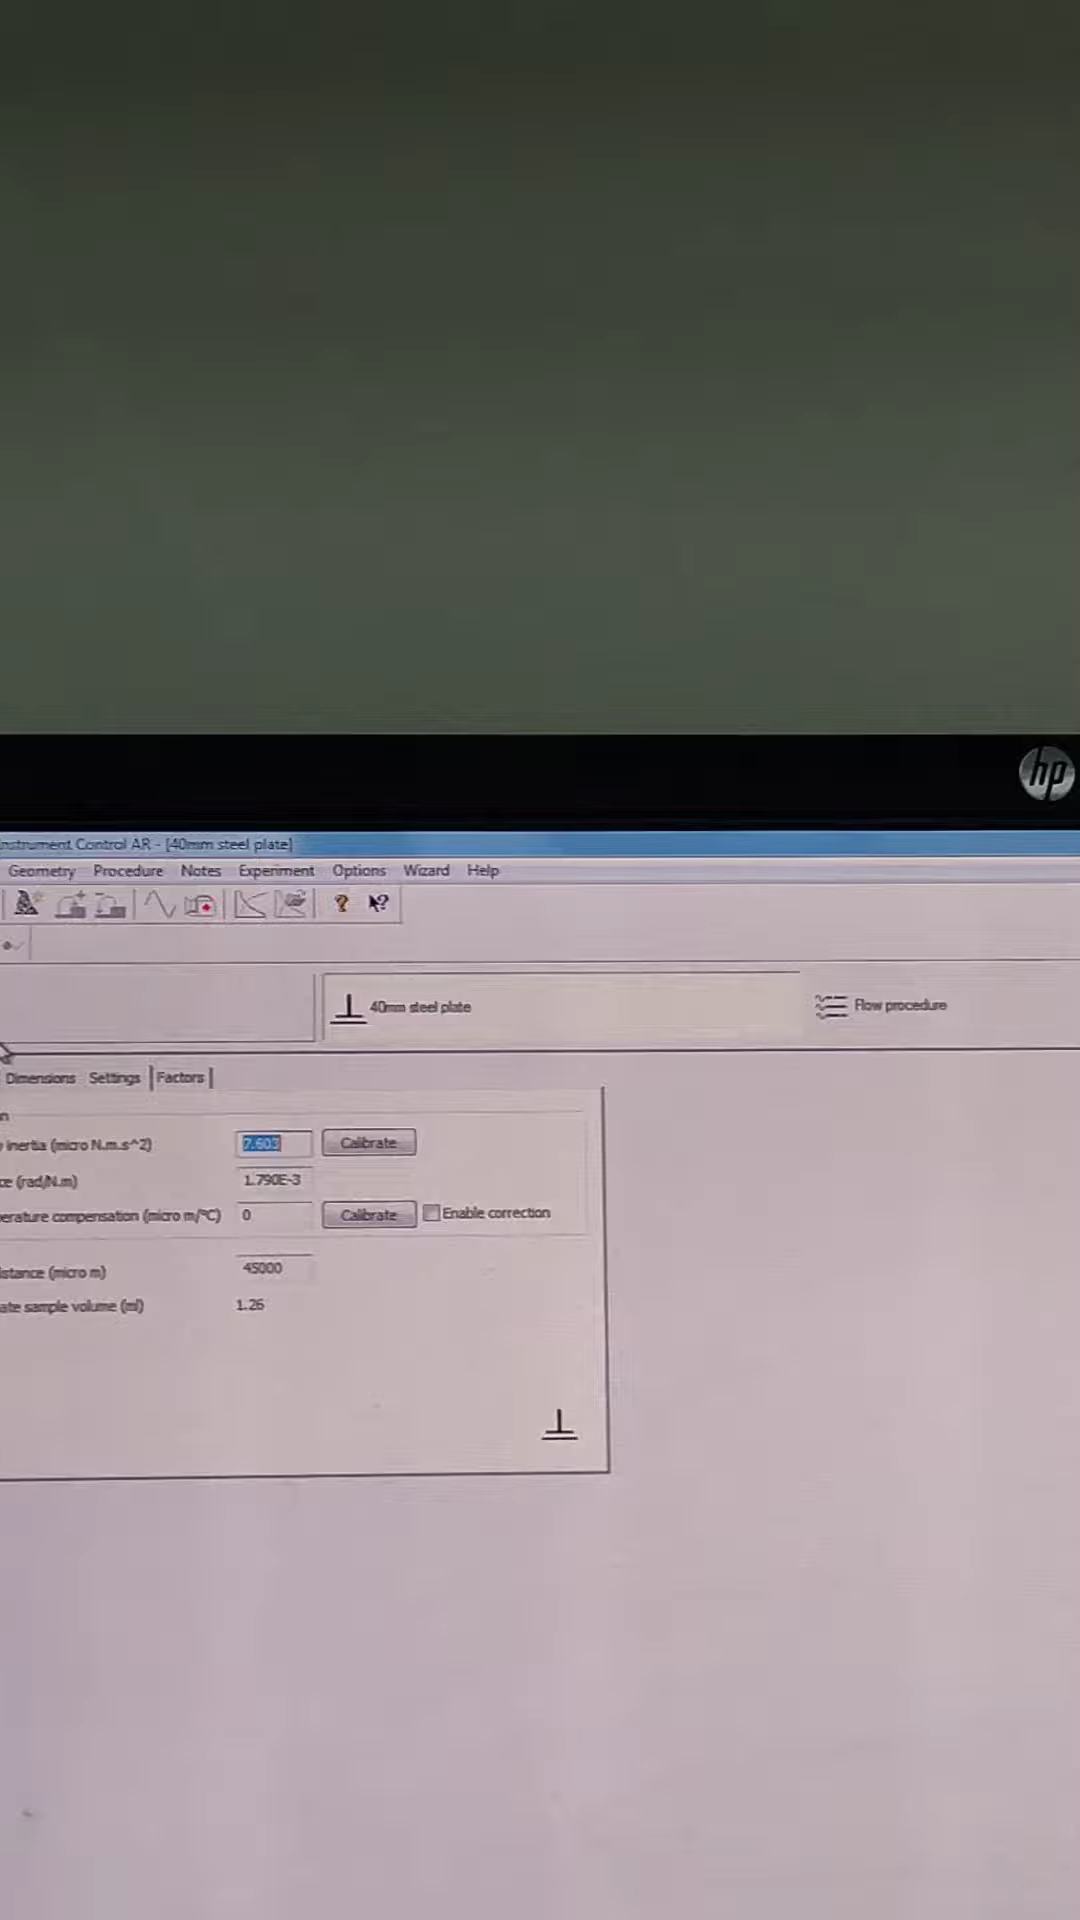 hp
nstrument Control AR - [40mm steel plate]
Geometry Procedure Notes Experiment Options Wizard Help
40mm steel plate
Flow procedure
Dimensions Settings Factors
inertia (micro N.m.s^2) 7.603 Calibrate
ce (rad/N.m) 1.790E-3
erature compensation (micro m/°C) 0 Calibrate Enable correction
istance (micro m) 45000
ate sample volume (ml) 1.26